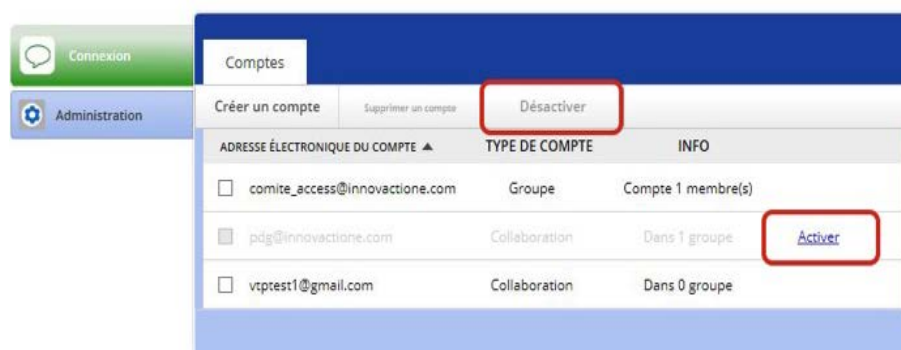 Connexion
Administration
Comptes
Créer un compte Supprimer un compte Désactiver
ADRESSE ÉLECTRONIQUE DU COMPTE ▲ TYPE DE COMPTE INFO
comite_access@innovactione.com Groupe Compte 1 membre(s)
pdg@innovactione.com Collaboration Dans 1 groupe Activer
vtptest1@gmail.com Collaboration Dans 0 groupe